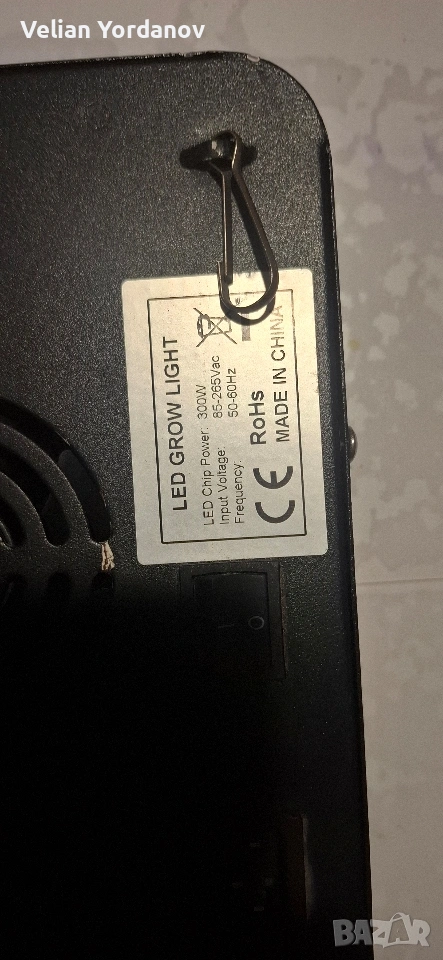 Velian Yordanov
LED GROW LIGHT
LED Chip Power: 300W
Input Voltage: 85-265Vac
Frequency: 50-60Hz
CE RoHs
MADE IN CHINA
I O
BAZAR